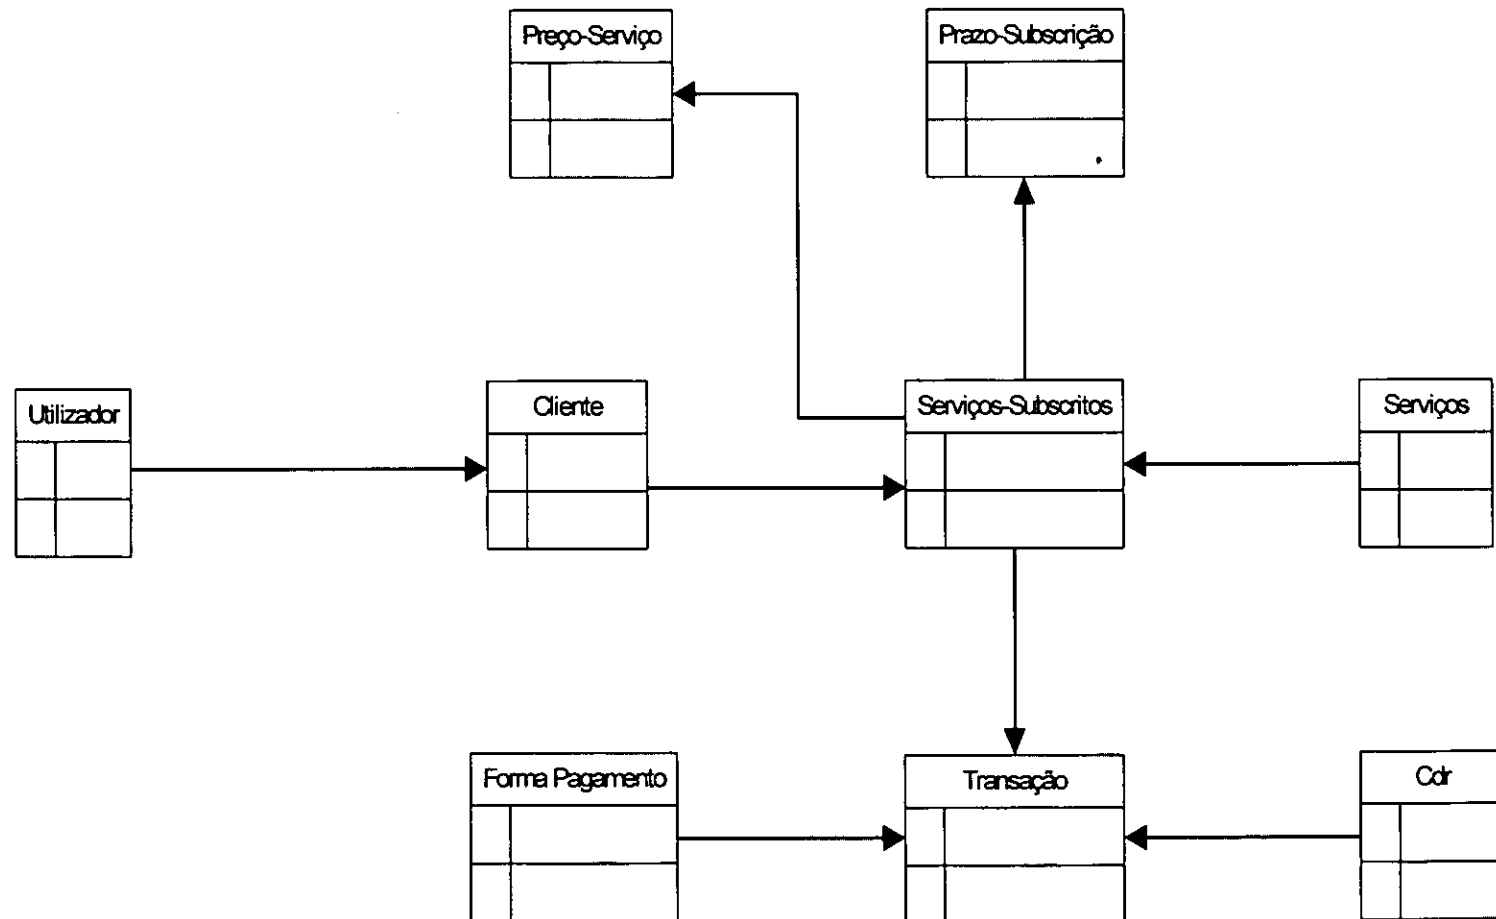 Preço-Serviço
Prazo-Subscrição
Utilizador
Cliente
Serviços-Subscritos
Serviços
Forma Pagamento
Transação
Cdr